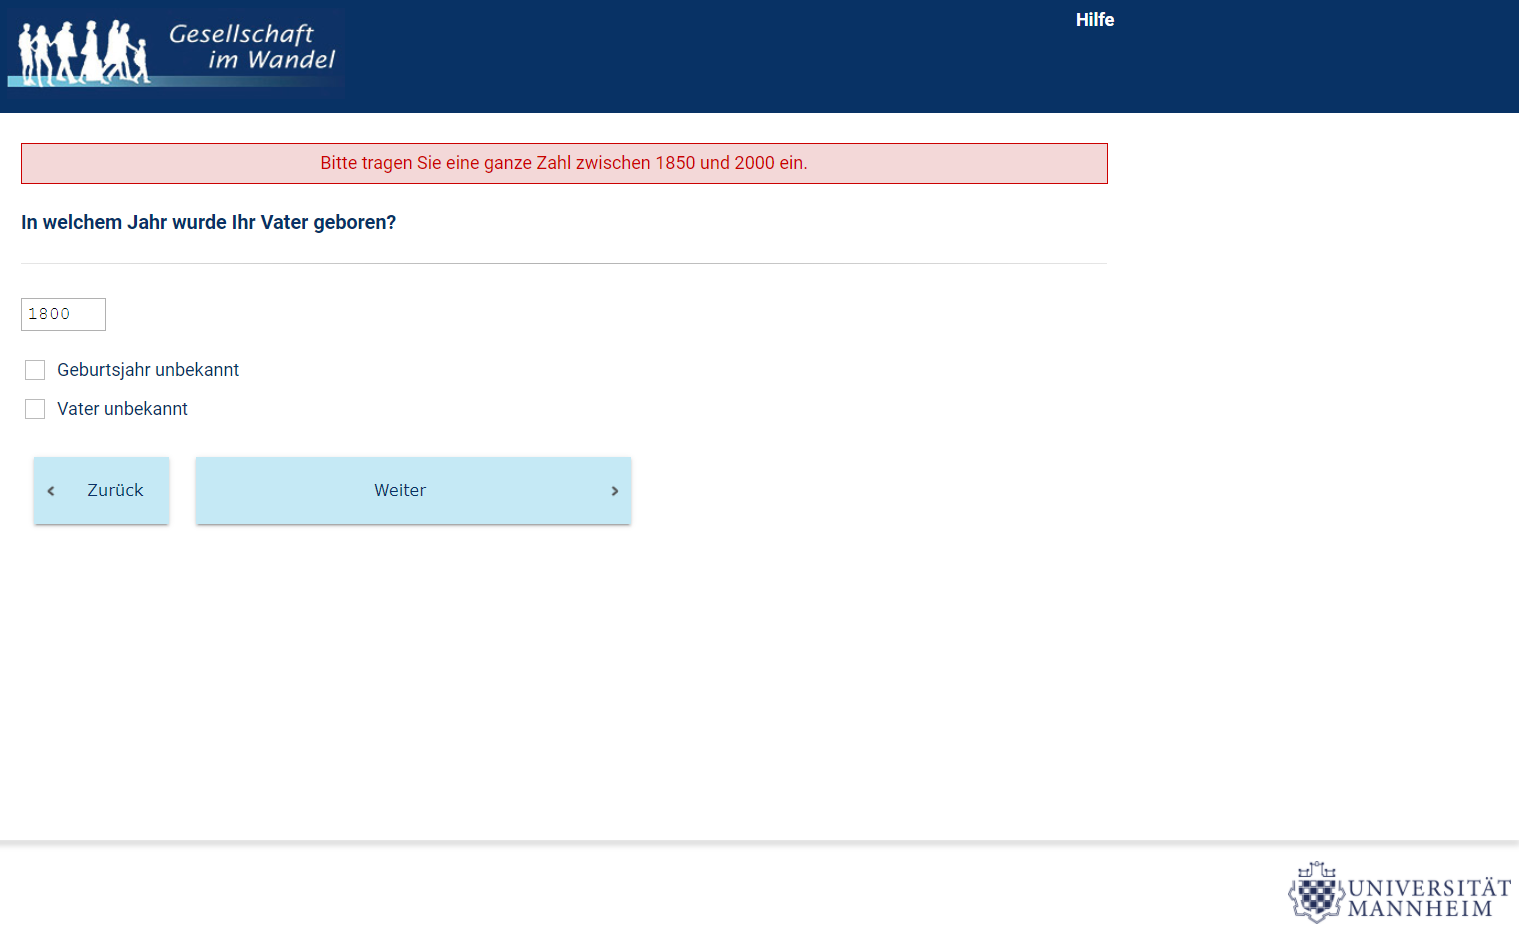 Gesellschaft
im Wandel
Hilfe
Bitte tragen Sie eine ganze Zahl zwischen 1850 und 2000 ein.
In welchem Jahr wurde Ihr Vater geboren?
1800
Geburtsjahr unbekannt
Vater unbekannt
Zurück
Weiter
UNIVERSITÄT
MANNHEIM